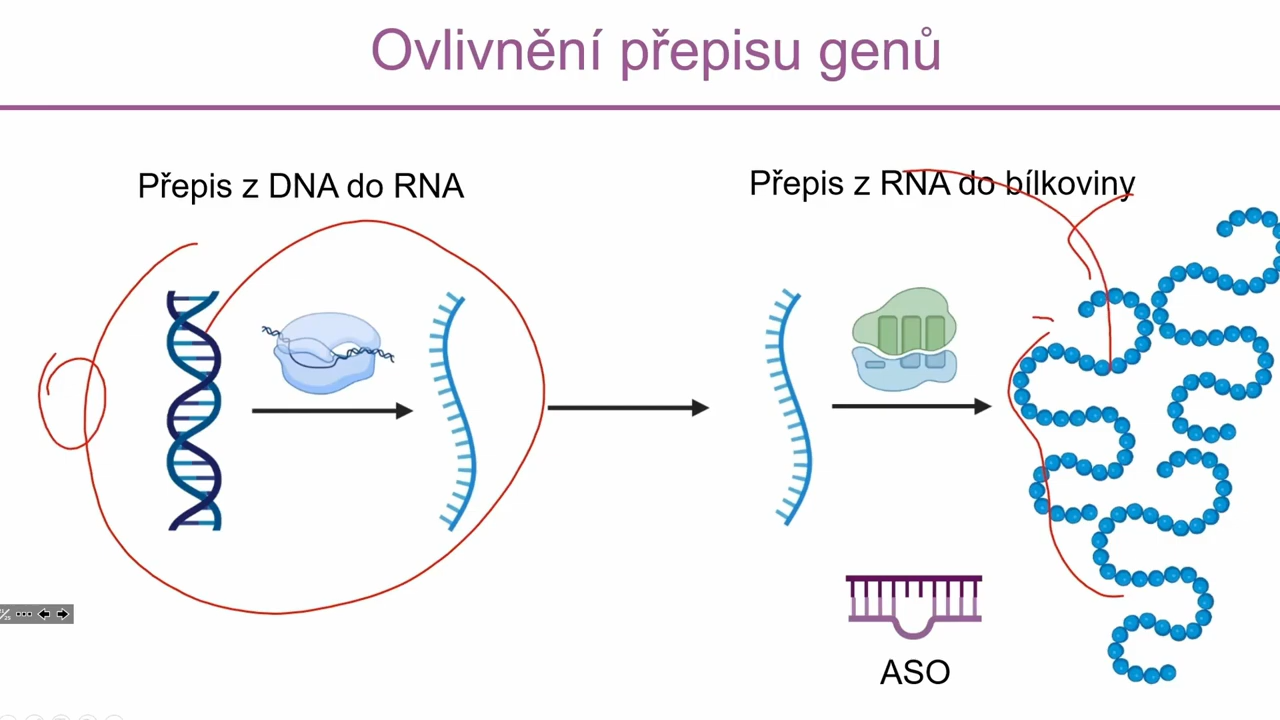 Ovlivnění přepisu genů
Přepis z DNA do RNA
Přepis z RNA do bílkoviny
ASO